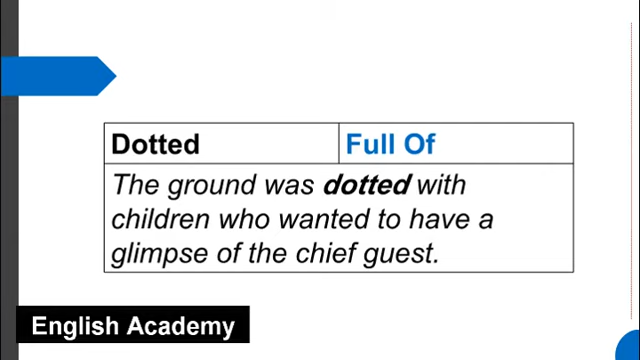 Dotted Full Of
The ground was dotted with
children who wanted to have a
glimpse of the chief guest.
English Academy